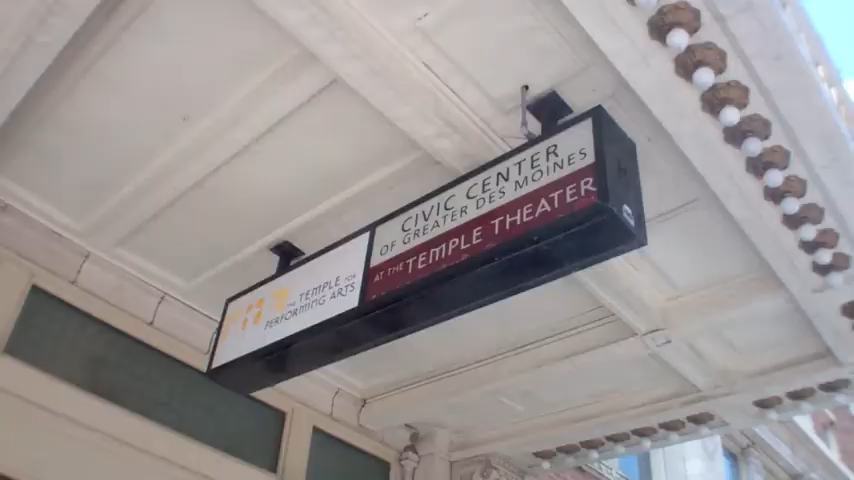 THE TEMPLE FOR
PERFORMING ARTS
CIVIC CENTER
OF GREATER DES MOINES
AT THE TEMPLE THEATER